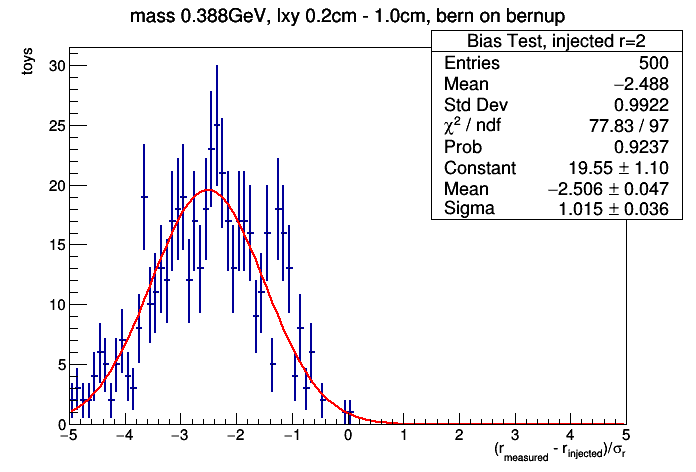 mass 0.388GeV, lxy 0.2cm - 1.0cm, bern on bernup
toys
Bias Test, injected r=2
Entries 500
Mean −2.488
Std Dev 0.9922
χ² / ndf 77.83 / 97
Prob 0.9237
Constant 19.55 ± 1.10
Mean −2.506 ± 0.047
Sigma 1.015 ± 0.036
30
25
20
15
10
5
0
−5 −4 −3 −2 −1 0 1 2 3 4 5
(r_measured - r_injected)/σ_r